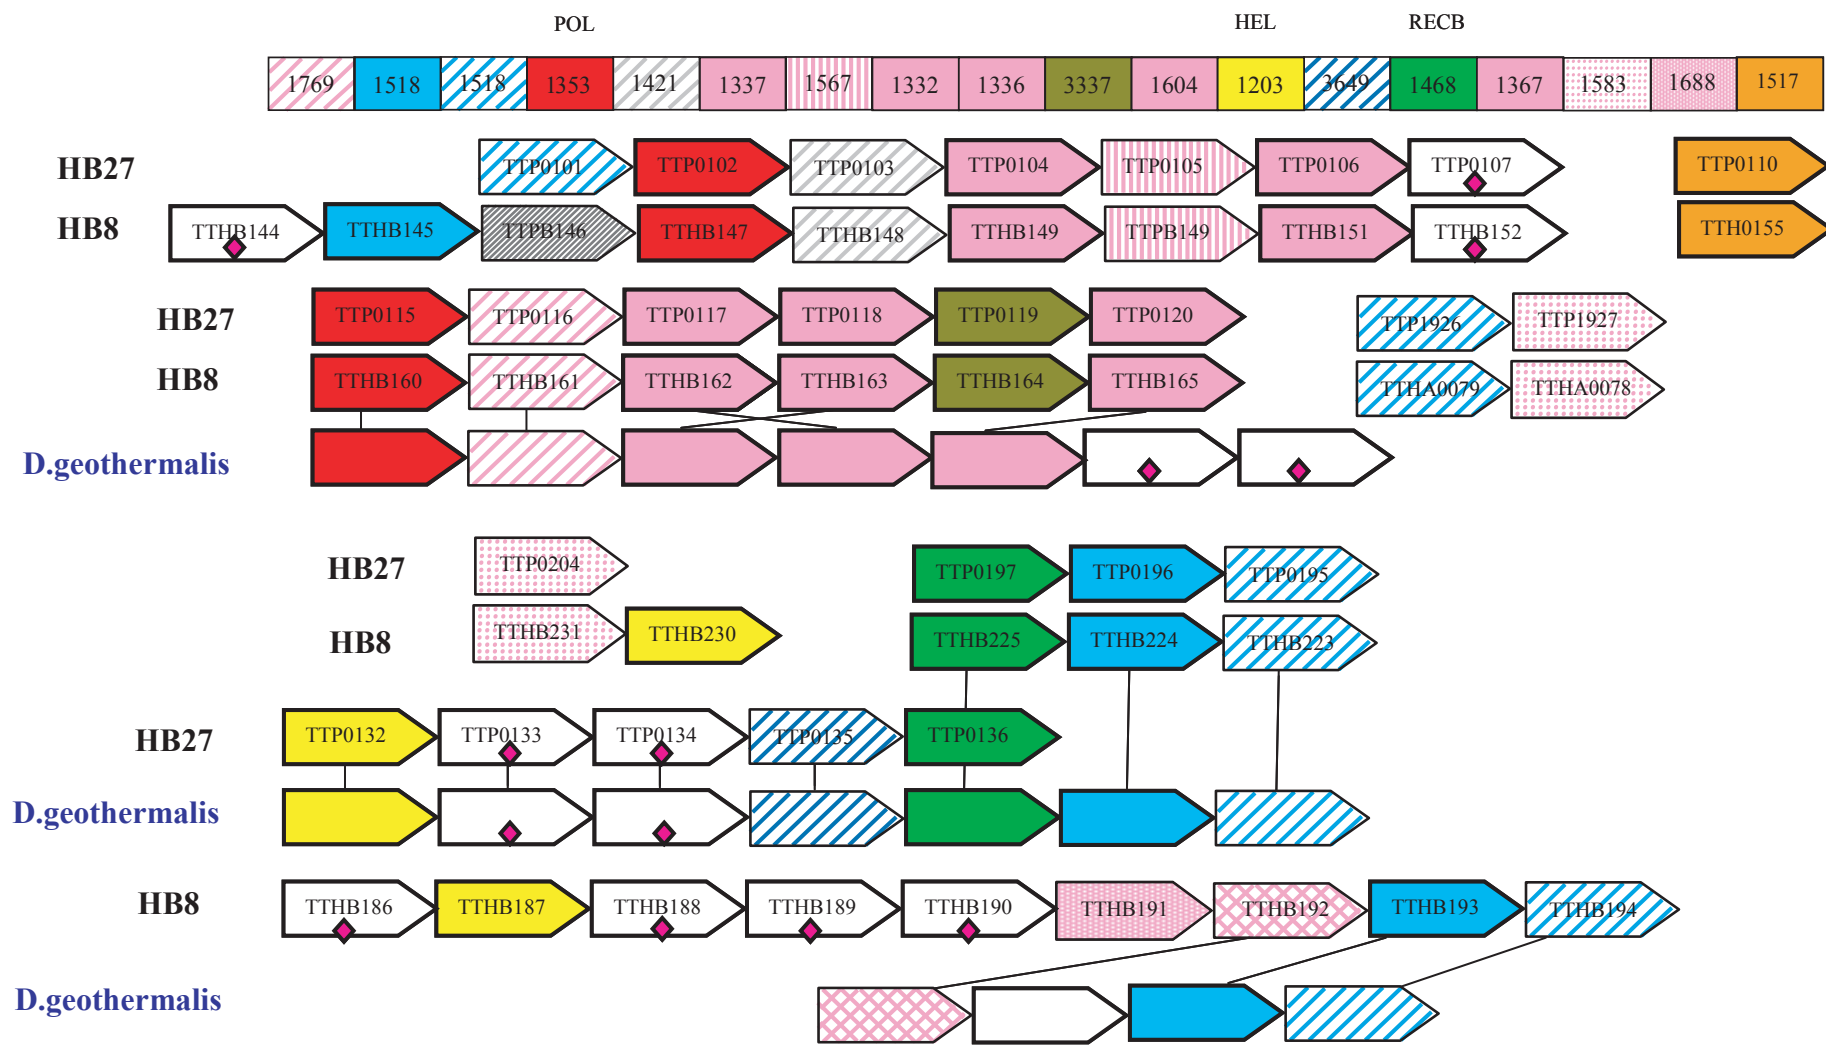 POL HEL RECB
1769 1518 1518 1353 1421 1337 1567 1332 1336 3337 1604 1203 3649 1468 1367 1583 1688 1517
HB27 TTP0101 TTP0102 TTP0103 TTP0104 TTP0105 TTP0106 TTP0107 TTP0110
HB8 TTHB144 TTHB145 TTPB146 TTHB147 TTHB148 TTHB149 TTPB149 TTHB151 TTHB152 TTH0155
HB27 TTP0115 TTP0116 TTP0117 TTP0118 TTP0119 TTP0120 TTP1926 TTP1927
HB8 TTHB160 TTHB161 TTHB162 TTHB163 TTHB164 TTHB165 TTHA0079 TTHA0078
D.geothermalis
HB27 TTP0204 TTP0197 TTP0196 TTP0195
HB8 TTHB231 TTHB230 TTHB225 TTHB224 TTHB223
HB27 TTP0132 TTP0133 TTP0134 TTP0135 TTP0136
D.geothermalis
HB8 TTHB186 TTHB187 TTHB188 TTHB189 TTHB190 TTHB191 TTHB192 TTHB193 TTHB194
D.geothermalis